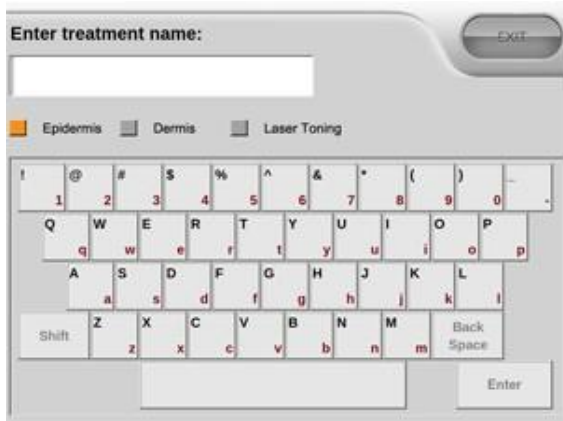 Enter treatment name:
EXIT
Epidermis Dermis Laser Toning
! 1 @ 2 # 3 $ 4 % 5 ^ 6 & 7 * 8 ( 9 ) 0 _ -
Q q W w E e R r T t Y y U u I i O o P p
A a S s D d F f G g H h J j K k L l
Shift Z z X x C c V v B b N n M m Back Space
Enter